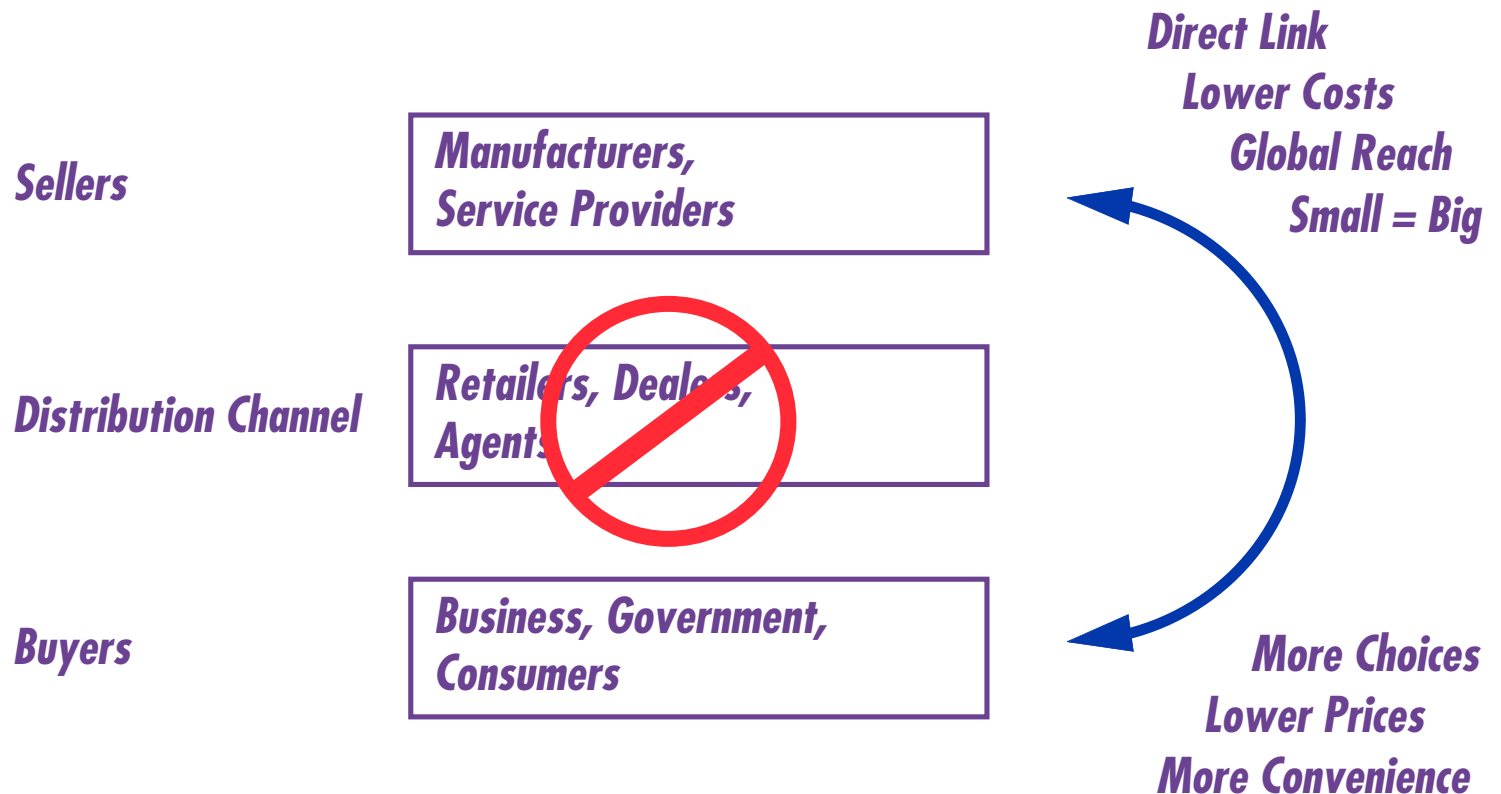 Direct Link
Lower Costs
Global Reach
Small = Big
Sellers
Manufacturers,
Service Providers
Distribution Channel
Retailers, Dealers,
Agents
Buyers
Business, Government,
Consumers
More Choices
Lower Prices
More Convenience